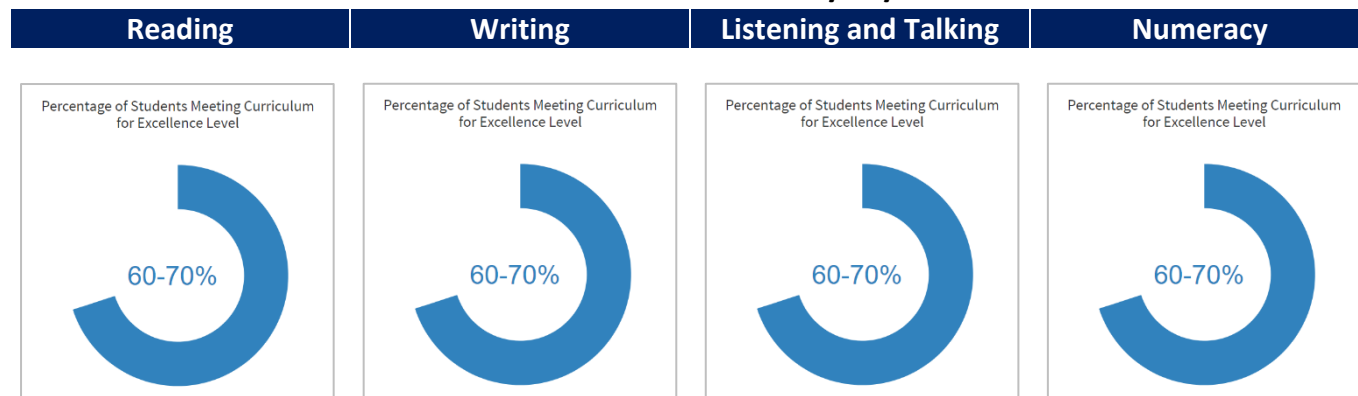 Reading
Writing
Listening and Talking
Numeracy
Percentage of Students Meeting Curriculum
for Excellence Level
60-70%
Percentage of Students Meeting Curriculum
for Excellence Level
60-70%
Percentage of Students Meeting Curriculum
for Excellence Level
60-70%
Percentage of Students Meeting Curriculum
for Excellence Level
60-70%